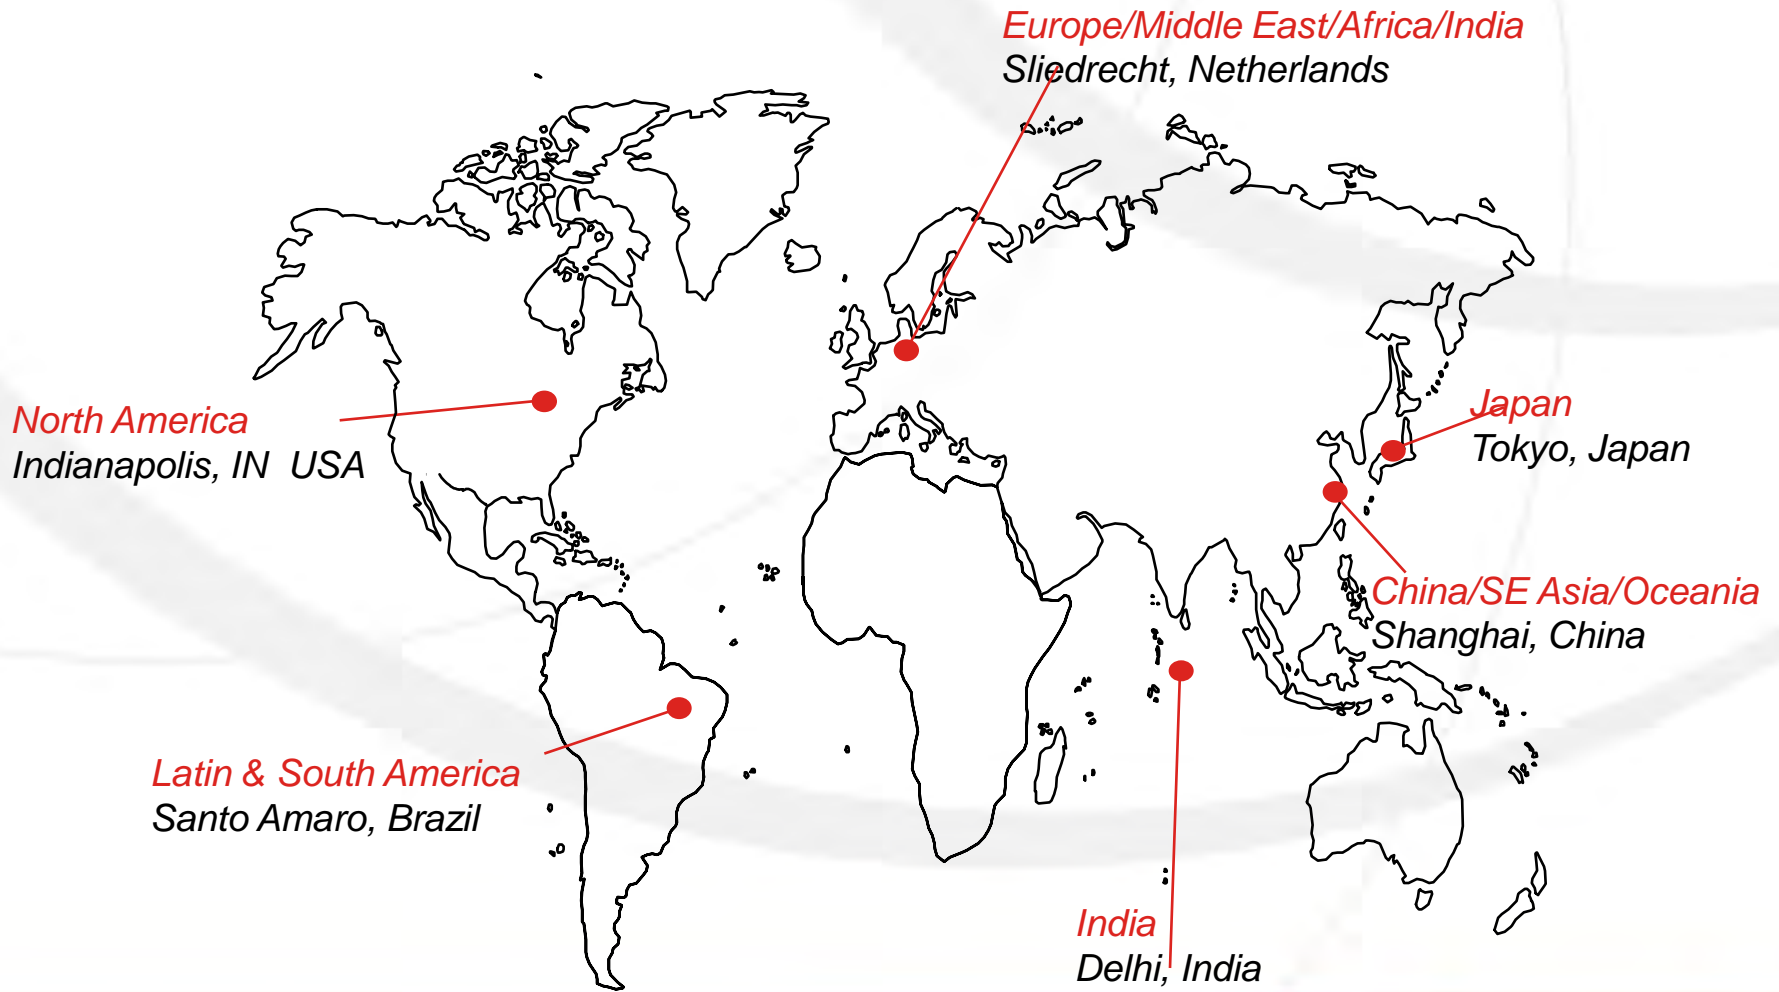 Europe/Middle East/Africa/India
Sliedrecht, Netherlands
North America
Indianapolis, IN  USA
Japan
Tokyo, Japan
China/SE Asia/Oceania
Shanghai, China
Latin & South America
Santo Amaro, Brazil
India
Delhi, India